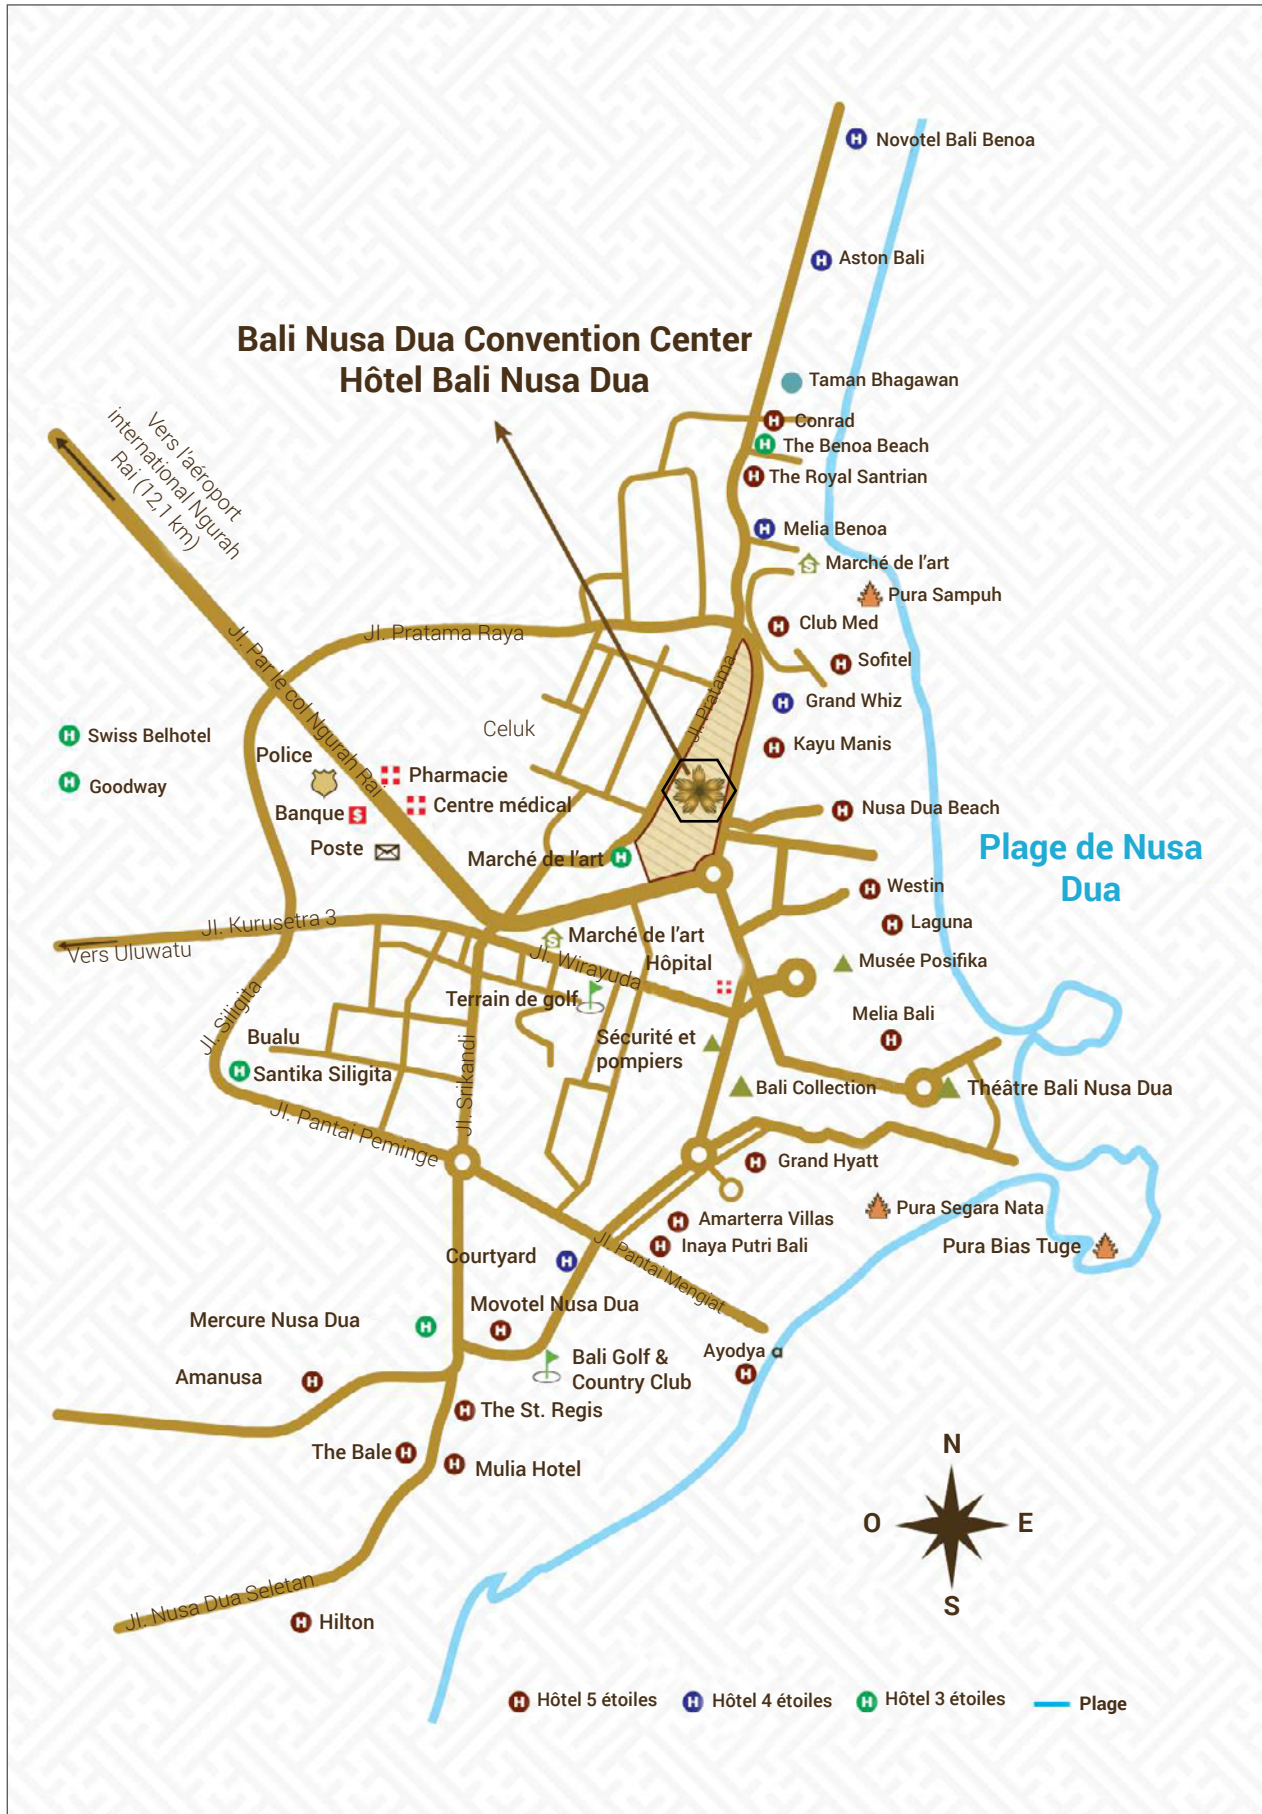 Novotel Bali Benoa
Aston Bali
Bali Nusa Dua Convention Center
Hôtel Bali Nusa Dua
Taman Bhagawan
Conrad
The Benoa Beach
The Royal Santrian
Vers l'aéroport
international Ngurah
Rai (12,1 km)
Melia Benoa
Marché de l'art
Pura Sampuh
Club Med
Jl. Pratama Raya
Sofitel
Jl. Pratama
Grand Whiz
Jl. Par le col Ngurah Rai
Celuk
Swiss Belhotel
Kayu Manis
Police
Pharmacie
Goodway
Centre médical
Nusa Dua Beach
Banque
Poste
Marché de l'art
Plage de Nusa
Dua
Westin
Jl. Kurusetra 3
Laguna
Vers Uluwatu
Marché de l'art
Jl. Wirayuda
Hôpital
Musée Posifika
Terrain de golf
Jl. Siligita
Melia Bali
Bualu
Sécurité et
pompiers
Santika Siligita
Jl. Srikandi
Bali Collection
Théâtre Bali Nusa Dua
Jl. Pantai Peminge
Grand Hyatt
Amarterra Villas
Pura Segara Nata
Inaya Putri Bali
Pura Bias Tuge
Courtyard
Jl. Pantai Mengiat
Movotel Nusa Dua
Mercure Nusa Dua
Ayodya a
Bali Golf &
Country Club
Amanusa
The St. Regis
The Bale
Mulia Hotel
N
O
E
S
Jl. Nusa Dua Seletan
Hilton
H Hôtel 5 étoiles
H Hôtel 4 étoiles
H Hôtel 3 étoiles
Plage